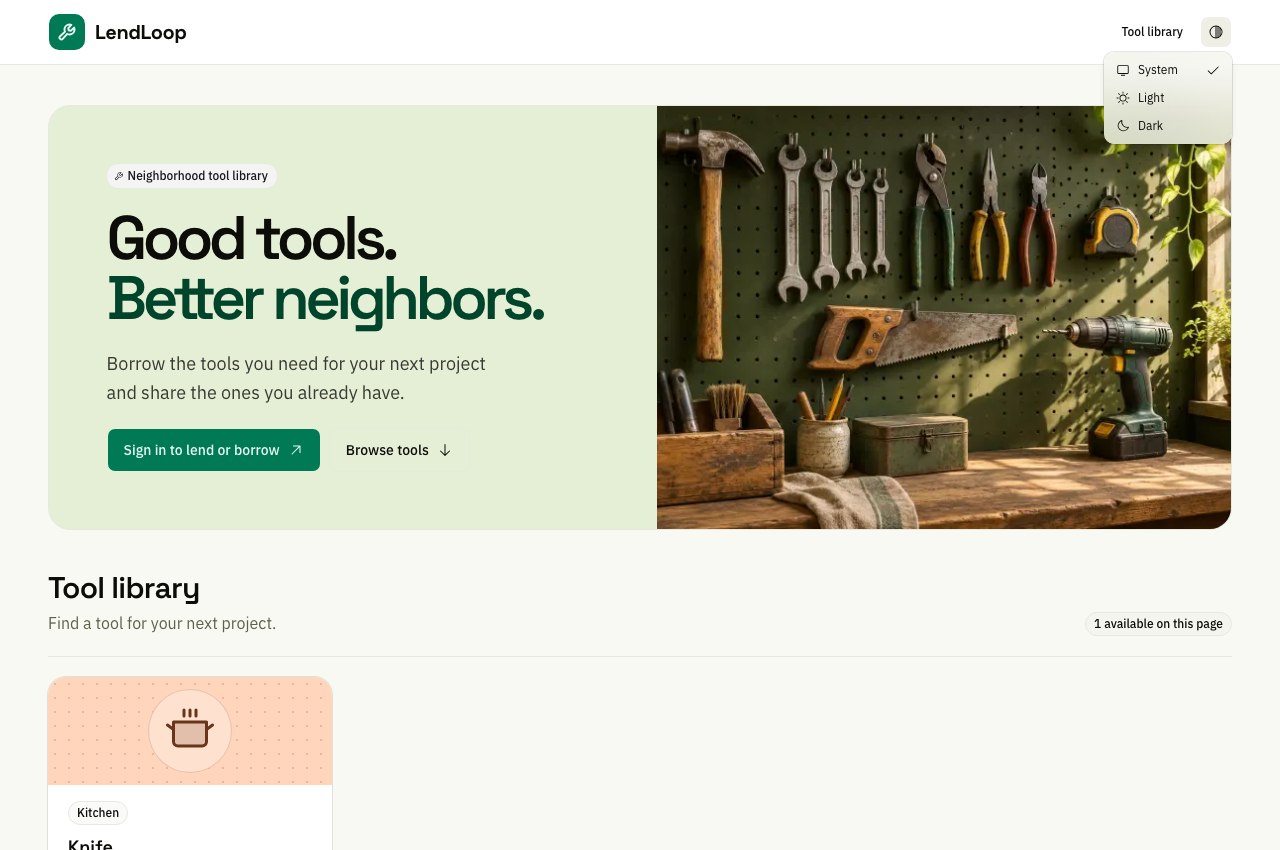 LendLoop
Tool library
System
Light
Dark
Neighborhood tool library
Good tools.
Better neighbors.
Borrow the tools you need for your next project
and share the ones you already have.
Sign in to lend or borrow
Browse tools
Tool library
Find a tool for your next project.
1 available on this page
Kitchen
Knife